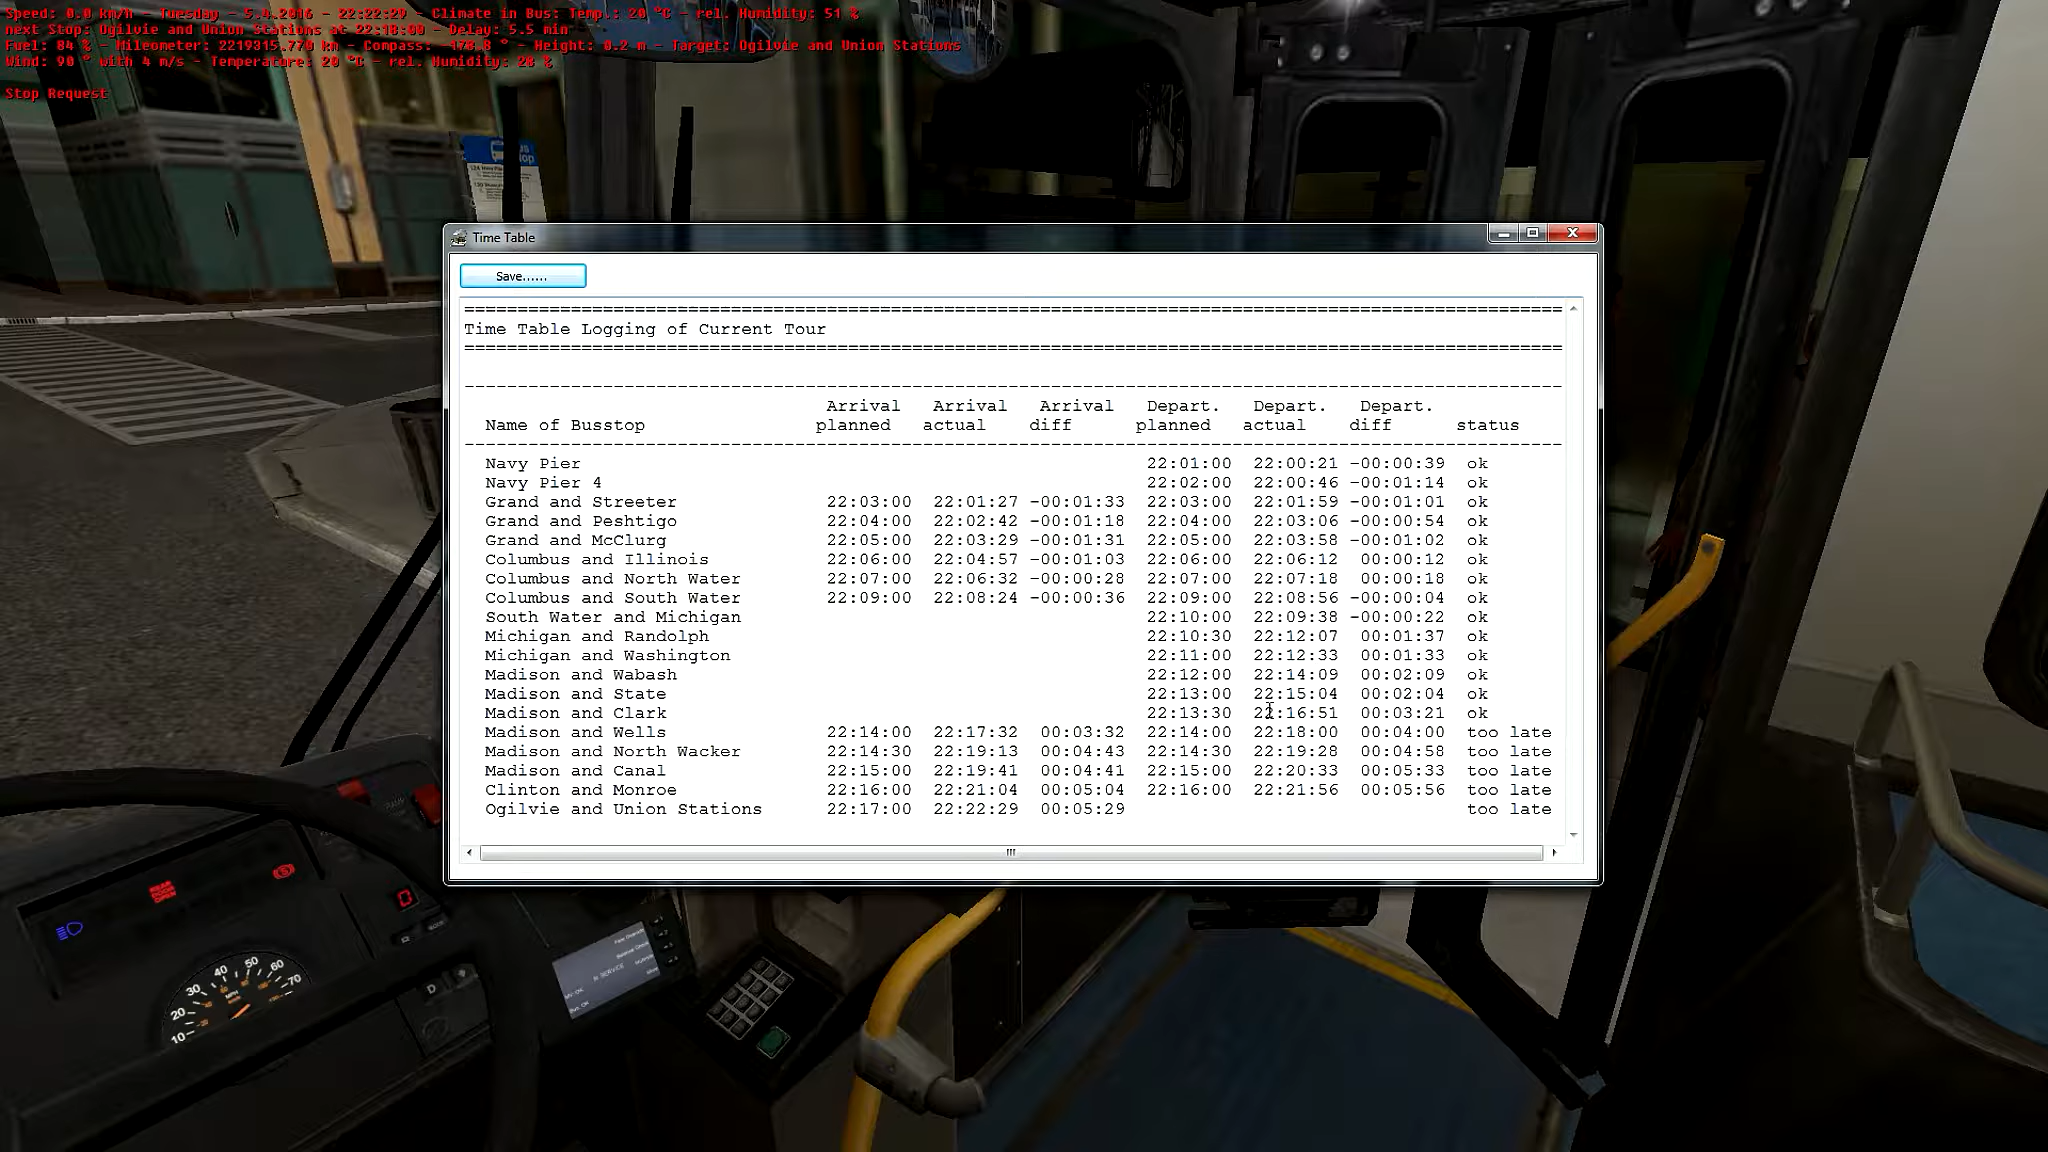 Speed: 0.0 km/h - Tuesday - 5.4.2016 - 22:22:29 - Climate in Bus: Temp.: 20 °C - rel. Humidity: 51 %
next Stop: Ogilvie and Union Stations at 22:18:00 - Delay: 5.5 min
Fuel: 84 % - Mileometer: 2219315.770 km - Compass: -178.8 ° - Height: 0.2 m - Target: Ogilvie and Union Stations
Wind: 90 ° with 4 m/s - Temperature: 20 °C - rel. Humidity: 28 %
Stop Request
Time Table
Save......
Time Table Logging of Current Tour
Arrival Arrival Arrival Depart. Depart. Depart.
Name of Busstop planned actual diff planned actual diff status
Navy Pier 22:01:00 22:00:21 -00:00:39 ok
Navy Pier 4 22:02:00 22:00:46 -00:01:14 ok
Grand and Streeter 22:03:00 22:01:27 -00:01:33 22:03:00 22:01:59 -00:01:01 ok
Grand and Peshtigo 22:04:00 22:02:42 -00:01:18 22:04:00 22:03:06 -00:00:54 ok
Grand and McClurg 22:05:00 22:03:29 -00:01:31 22:05:00 22:03:58 -00:01:02 ok
Columbus and Illinois 22:06:00 22:04:57 -00:01:03 22:06:00 22:06:12 00:00:12 ok
Columbus and North Water 22:07:00 22:06:32 -00:00:28 22:07:00 22:07:18 00:00:18 ok
Columbus and South Water 22:09:00 22:08:24 -00:00:36 22:09:00 22:08:56 -00:00:04 ok
South Water and Michigan 22:10:00 22:09:38 -00:00:22 ok
Michigan and Randolph 22:10:30 22:12:07 00:01:37 ok
Michigan and Washington 22:11:00 22:12:33 00:01:33 ok
Madison and Wabash 22:12:00 22:14:09 00:02:09 ok
Madison and State 22:13:00 22:15:04 00:02:04 ok
Madison and Clark 22:13:30 22:16:51 00:03:21 ok
Madison and Wells 22:14:00 22:17:32 00:03:32 22:14:00 22:18:00 00:04:00 too late
Madison and North Wacker 22:14:30 22:19:13 00:04:43 22:14:30 22:19:28 00:04:58 too late
Madison and Canal 22:15:00 22:19:41 00:04:41 22:15:00 22:20:33 00:05:33 too late
Clinton and Monroe 22:16:00 22:21:04 00:05:04 22:16:00 22:21:56 00:05:56 too late
Ogilvie and Union Stations 22:17:00 22:22:29 00:05:29 too late
REAR DOOR OPEN
0
10 20 30 40 50 60 70
MPH
D